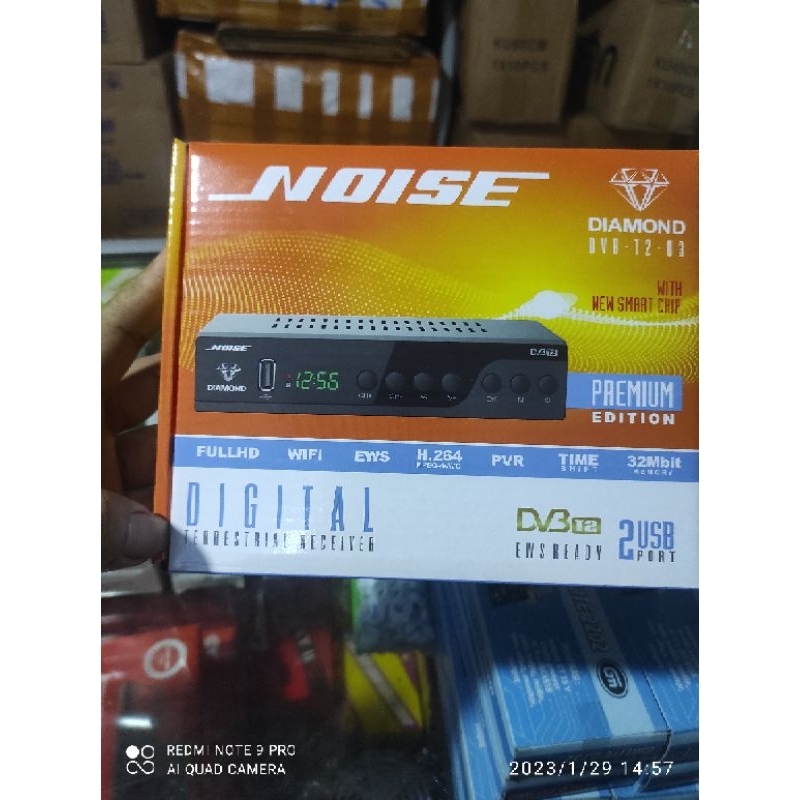 NOISE
DIAMOND
DVB-T2-03
WITH
NEW SMART CHIP
NOISE
DIAMOND
12:56
DVB T2
PREMIUM
EDITION
FULLHD WIFI EWS H.264 PVR TIME SHIFT 32Mbit MEMORY
DIGITAL
TERRESTRIAL RECEIVER
DVB T2
EWS READY
2 USB PORT
REDMI NOTE 9 PRO
AI QUAD CAMERA
2023/1/29 14:57